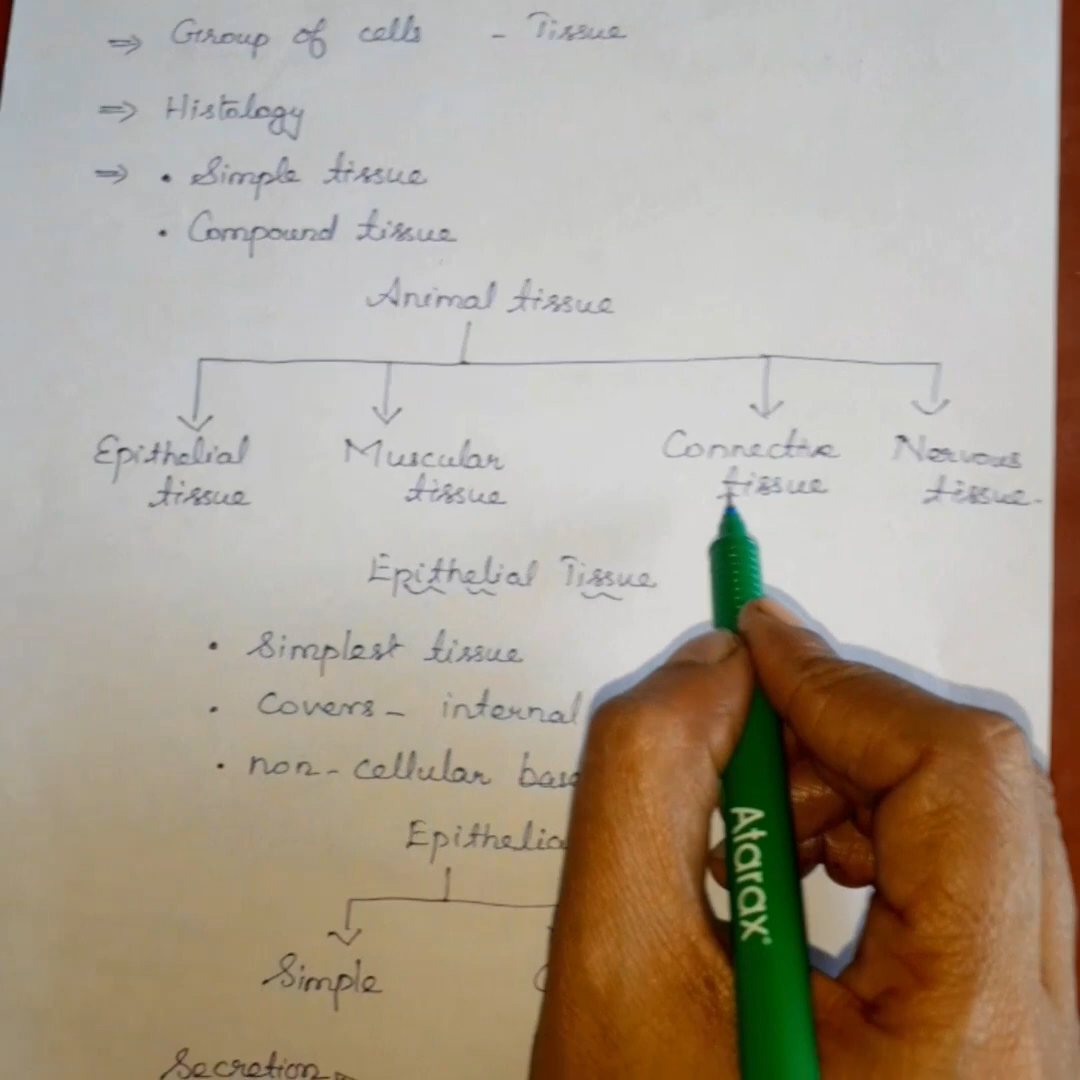 ⇒ Group of cells - Tissue
⇒ Histology
⇒ • Simple tissue
• Compound tissue
Animal tissue
Epithelial tissue
Muscular tissue
Connective tissue
Nervous tissue.
Epithelial Tissue
• Simplest tissue
• Covers - internal
• non-cellular
Simple
Secretion
Atarax